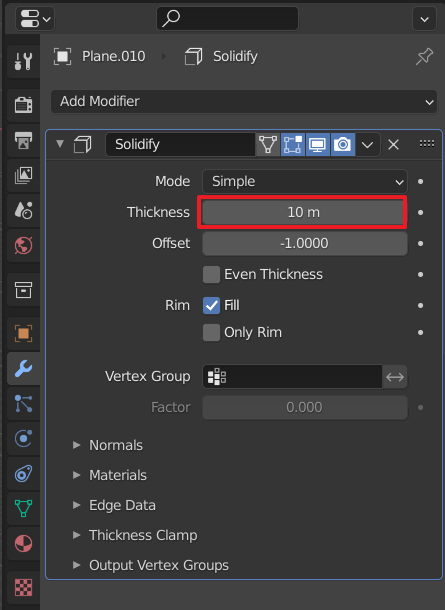 Plane.010 Solidify
Add Modifier
Solidify
Mode Simple
Thickness 10 m
Offset -1.0000
Even Thickness
Rim Fill
Only Rim
Vertex Group
Factor 0.000
Normals
Materials
Edge Data
Thickness Clamp
Output Vertex Groups